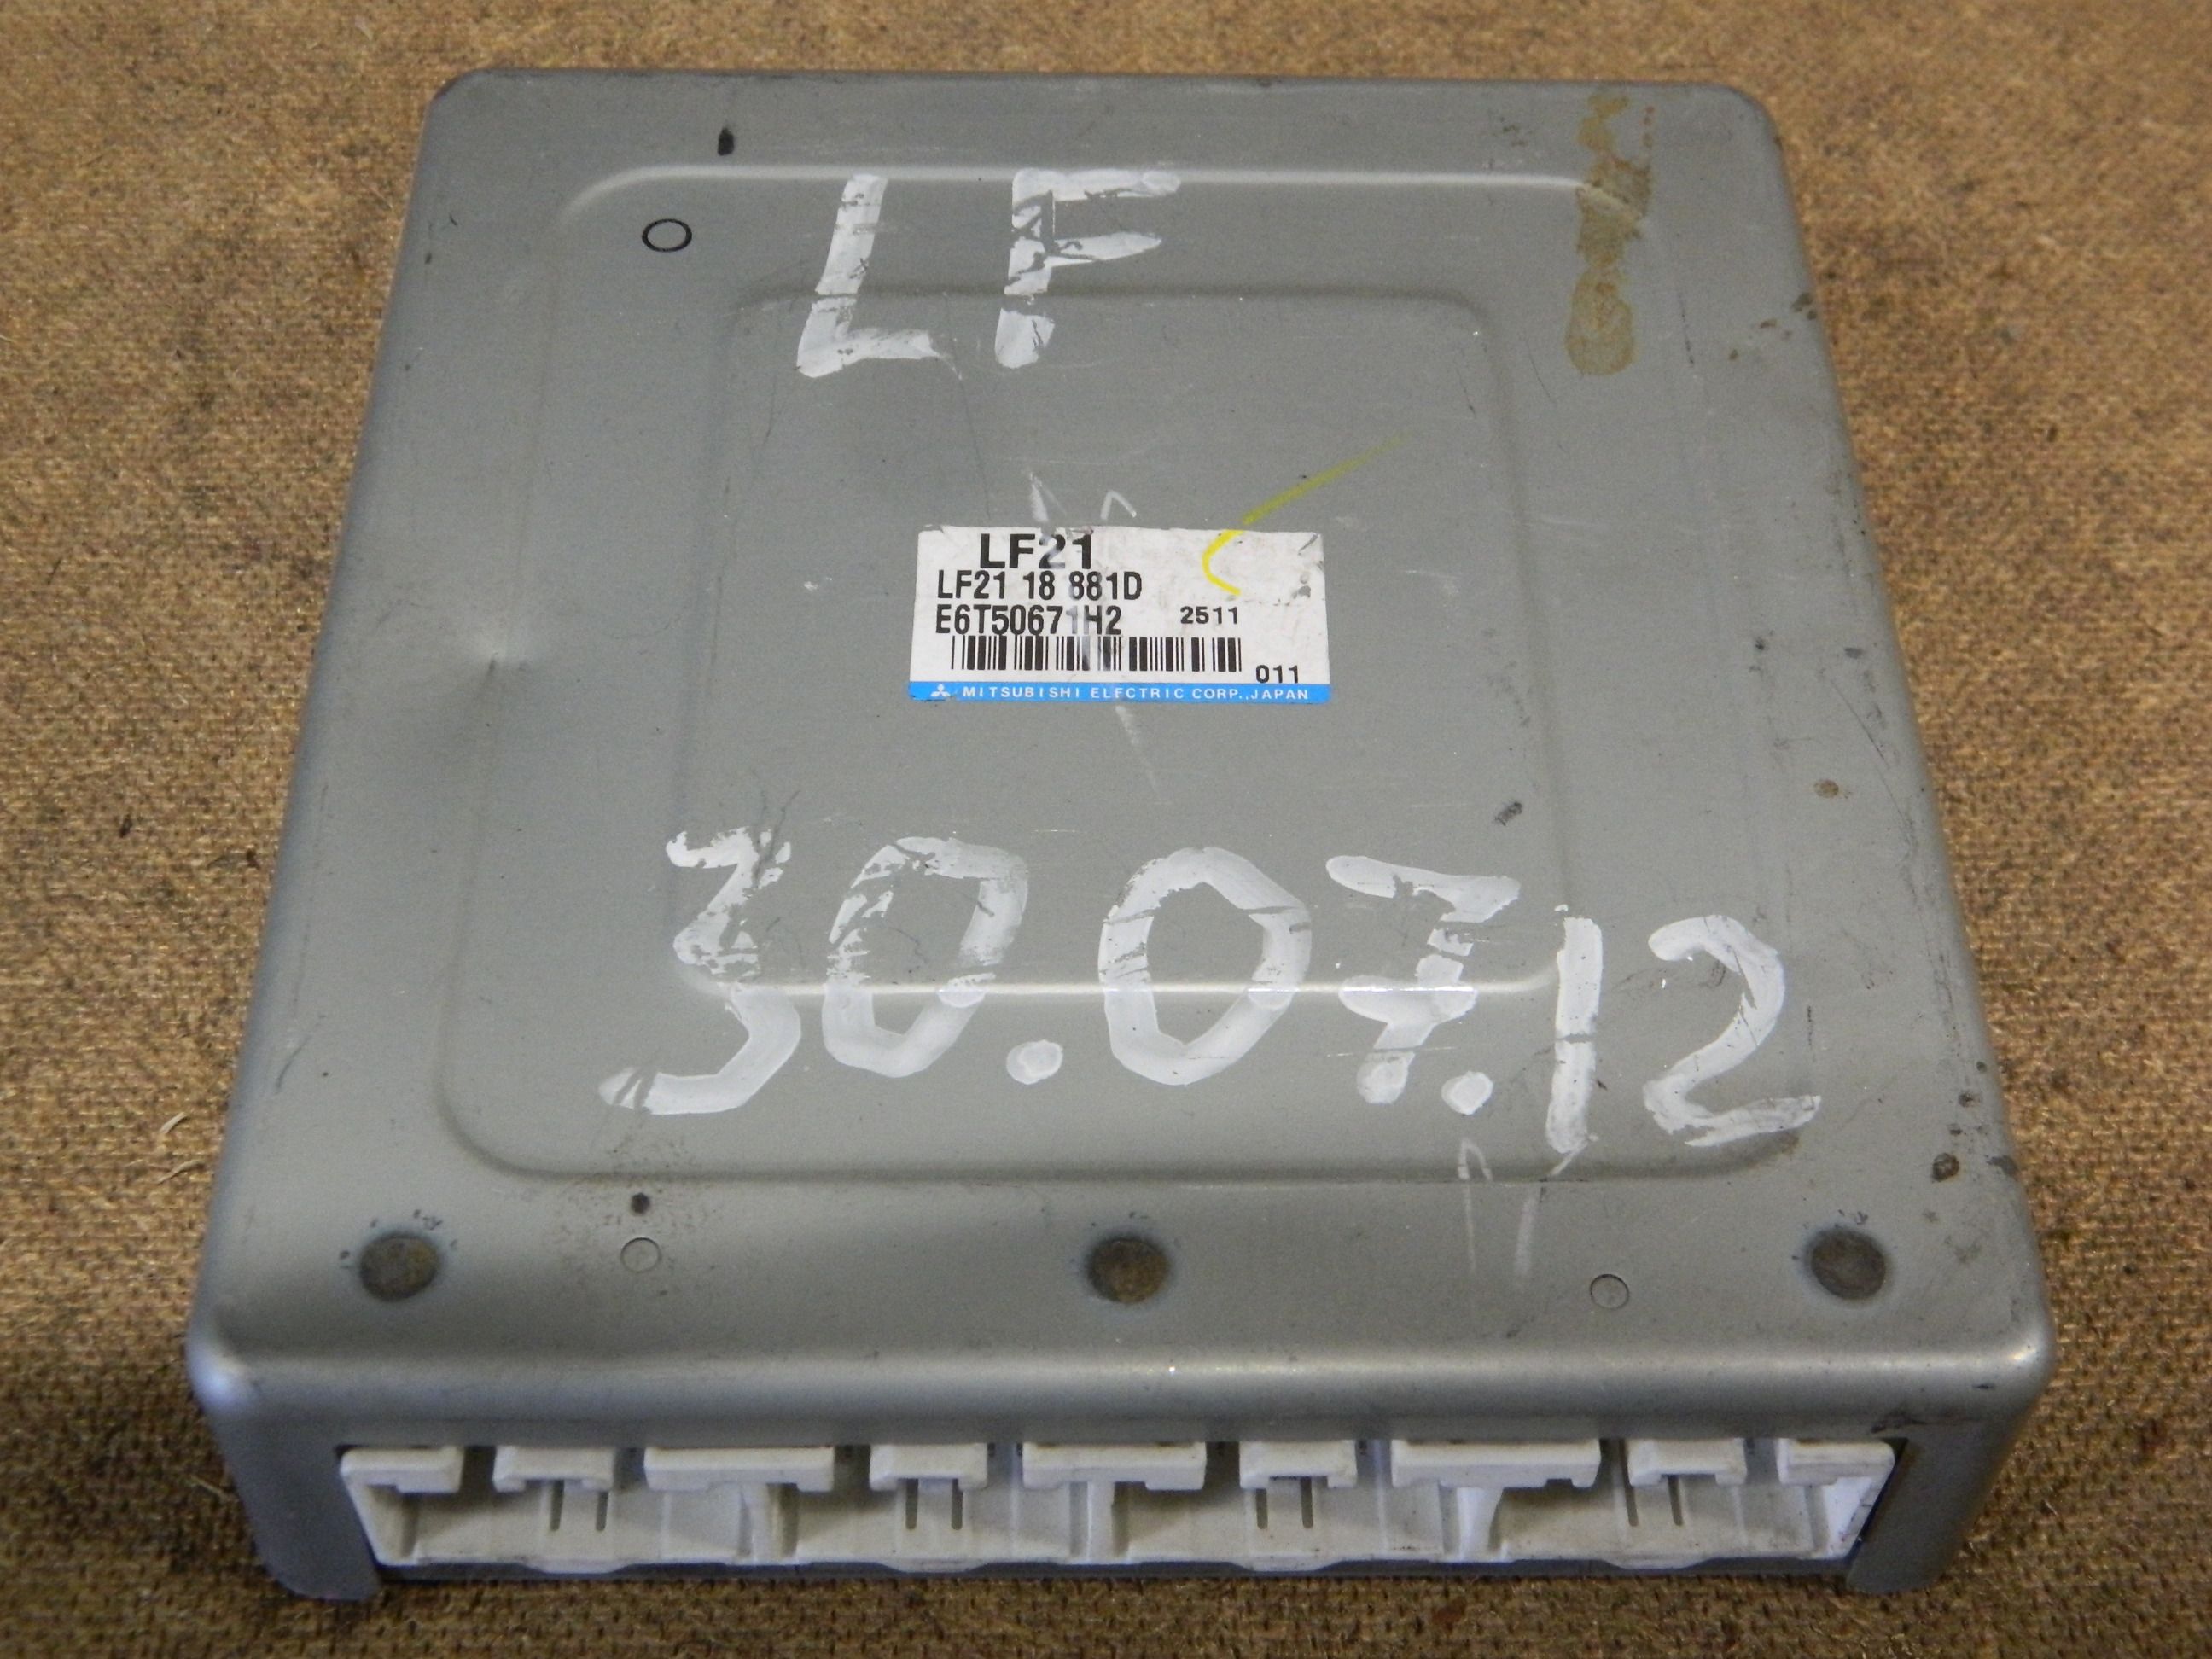 LF
LF21
LF21 18 881D
E6T50671H2 2511
011
MITSUBISHI ELECTRIC CORP., JAPAN
30.07.12